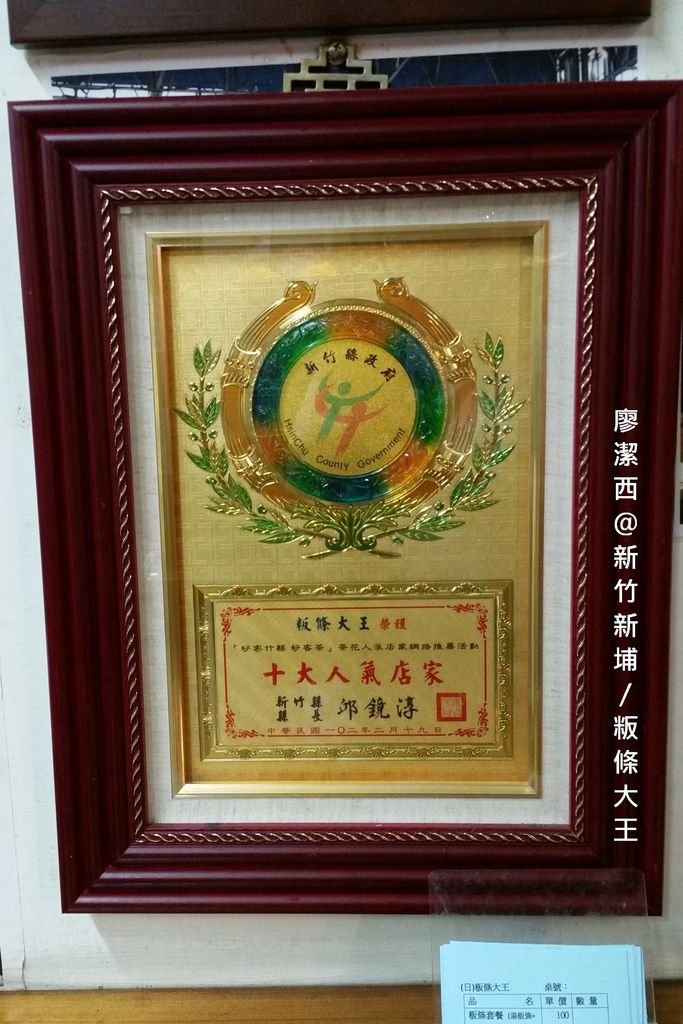 新竹縣政府
HsinChu County Government
粄條大王 榮獲
「好客竹縣 好客茶」茶花人氣店家網路推薦活動
十大人氣店家
新竹縣
縣長 邱鏡淳
中華民國一〇二年二月十九日
廖潔西@新竹新埔/粄條大王
(日)粄條大王 桌號：
品名 單價 數量
粄條套餐 (湯粄條+ 100